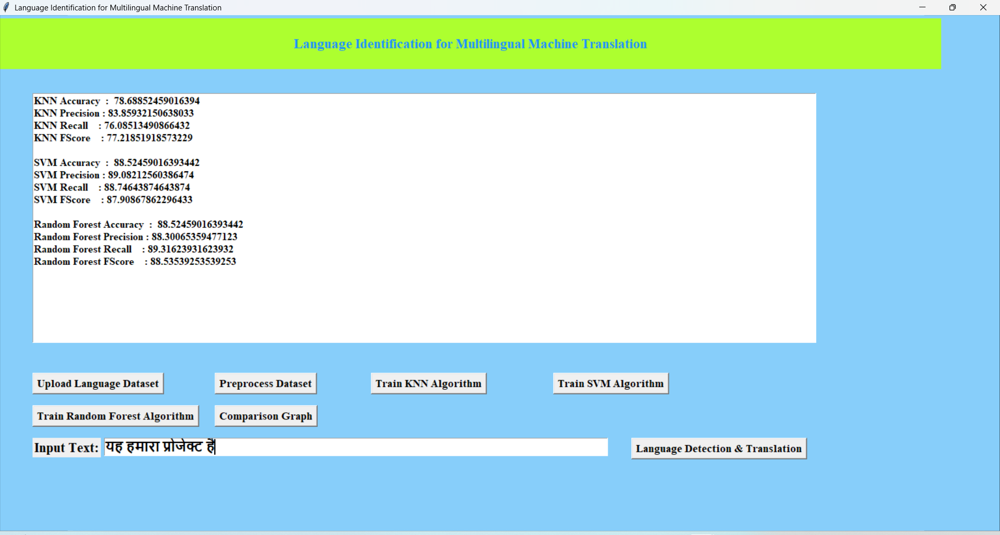 Language Identification for Multilingual Machine Translation
Language Identification for Multilingual Machine Translation
KNN Accuracy : 78.68852459016394
KNN Precision : 83.85932150638033
KNN Recall : 76.08513490866432
KNN FScore : 77.21851918573229
SVM Accuracy : 88.52459016393442
SVM Precision : 89.08212560386474
SVM Recall : 88.74643874643874
SVM FScore : 87.90867862296433
Random Forest Accuracy : 88.52459016393442
Random Forest Precision : 88.30065359477123
Random Forest Recall : 89.31623931623932
Random Forest FScore : 88.53539253539253
Upload Language Dataset Preprocess Dataset Train KNN Algorithm Train SVM Algorithm
Train Random Forest Algorithm Comparison Graph
Input Text: यह हमारा प्रोजेक्ट है Language Detection & Translation